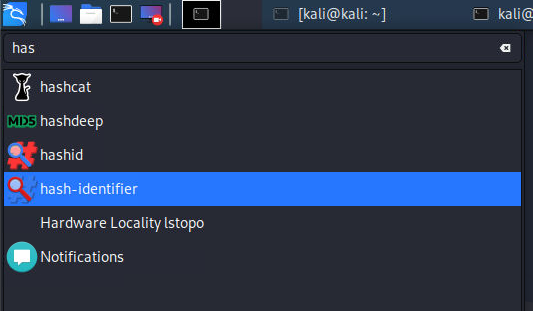 [kali@kali: ~]
kali@
has
hashcat
MD5
hashdeep
hashid
hash-identifier
Hardware Locality lstopo
Notifications